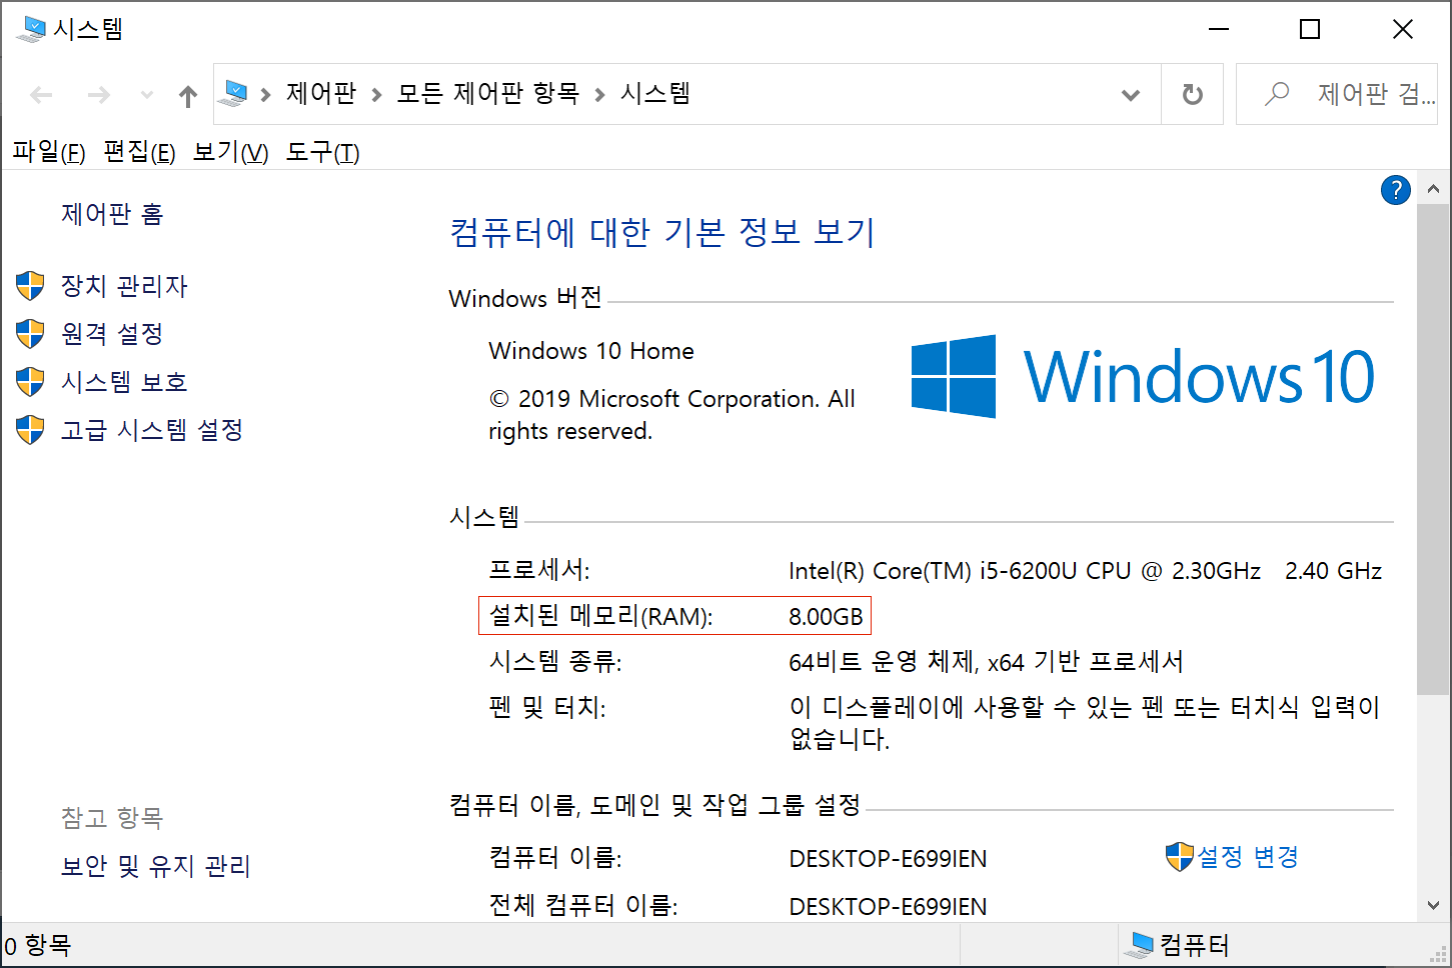 시스템
제어판 > 모든 제어판 항목 > 시스템
제어판 검...
파일(F) 편집(E) 보기(V) 도구(T)
제어판 홈
장치 관리자
원격 설정
시스템 보호
고급 시스템 설정
참고 항목
보안 및 유지 관리
?
컴퓨터에 대한 기본 정보 보기
Windows 버전
Windows 10 Home
© 2019 Microsoft Corporation. All
rights reserved.
Windows 10
시스템
프로세서: Intel(R) Core(TM) i5-6200U CPU @ 2.30GHz 2.40 GHz
설치된 메모리(RAM): 8.00GB
시스템 종류: 64비트 운영 체제, x64 기반 프로세서
펜 및 터치: 이 디스플레이에 사용할 수 있는 펜 또는 터치식 입력이
없습니다.
컴퓨터 이름, 도메인 및 작업 그룹 설정
컴퓨터 이름: DESKTOP-E699IEN
설정 변경
전체 컴퓨터 이름: DESKTOP-E699IEN
0 항목
컴퓨터